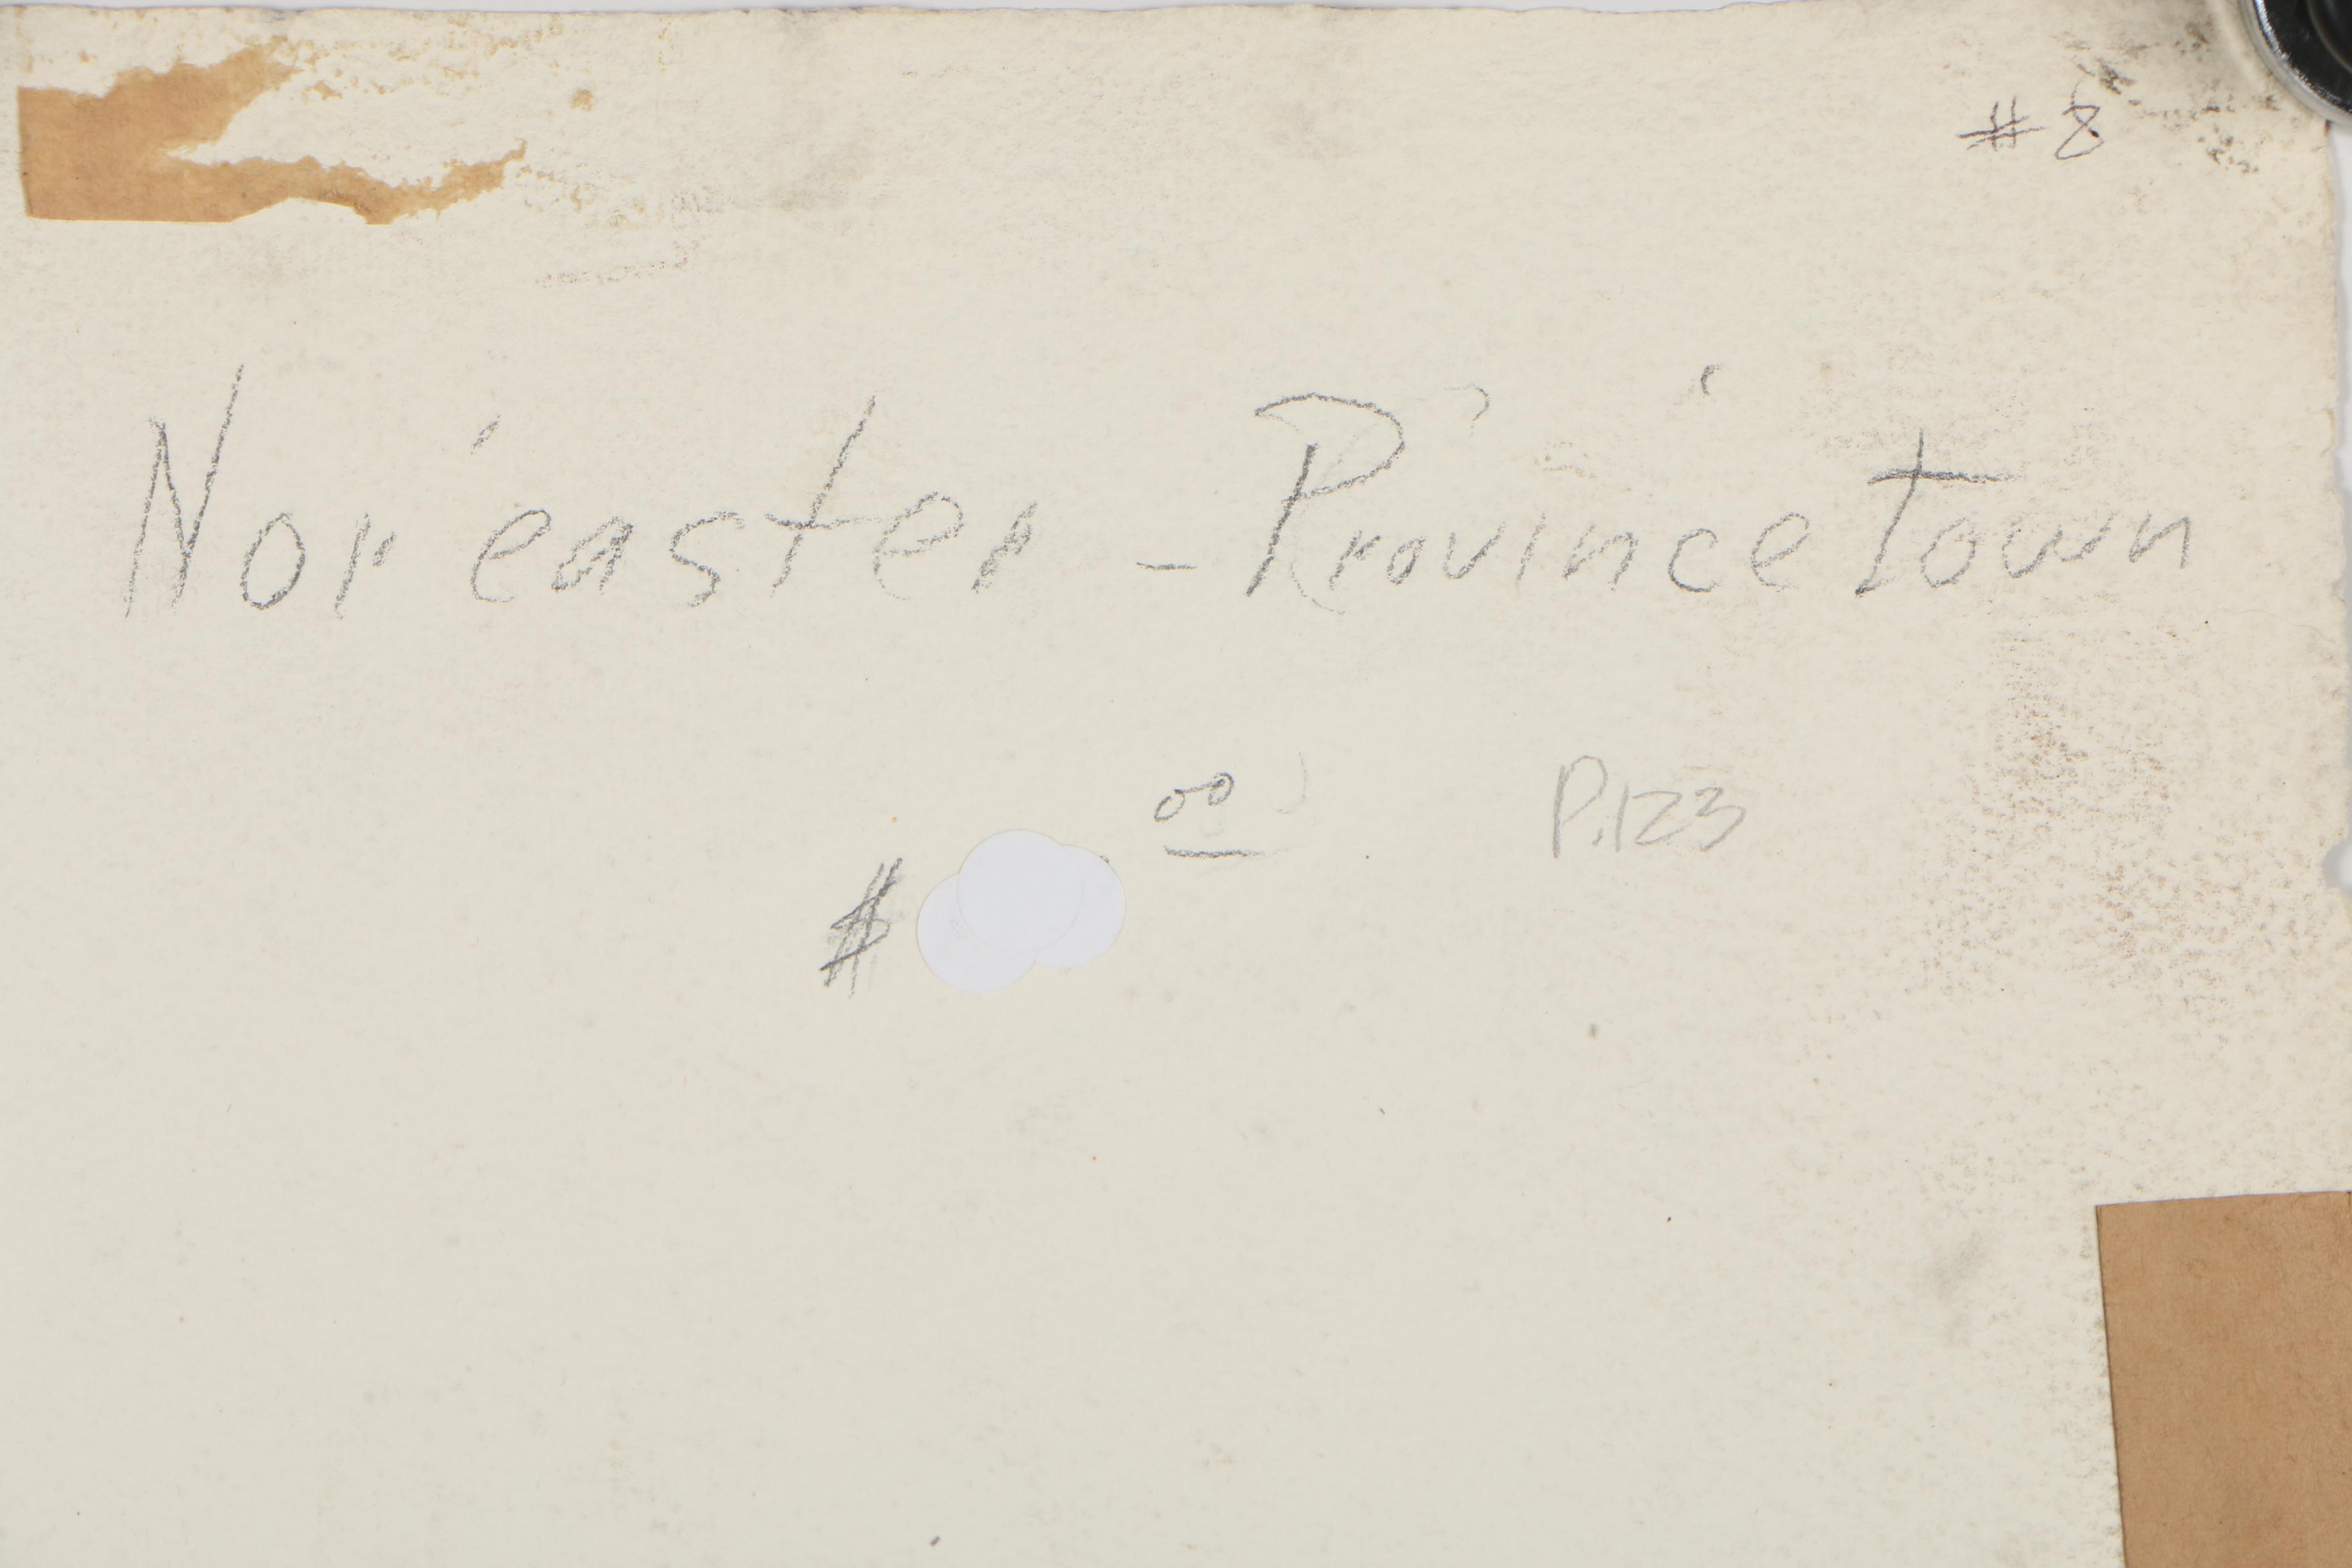 #8
Nor'easter - Provincetown
$ 00 P.123